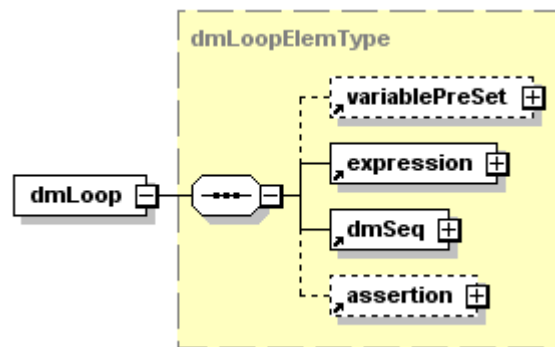 dmLoopElemType
variablePreSet
expression
dmLoop
dmSeq
assertion